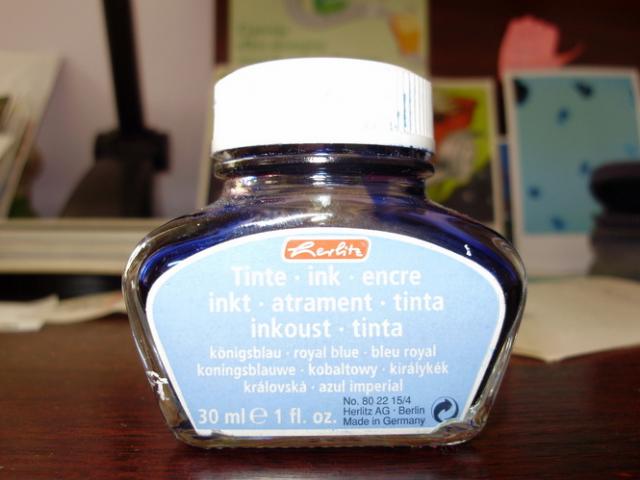 herlitz
Tinte · ink · encre
inkt · atrament · tinta
inkoust · tinta
königsblau · royal blue · bleu royal
koningsblauwe · kobaltowy · királykék
královská · azul imperial
30 ml ℮ 1 fl. oz.
No. 80 22 15/4
Herlitz AG · Berlin
Made in Germany